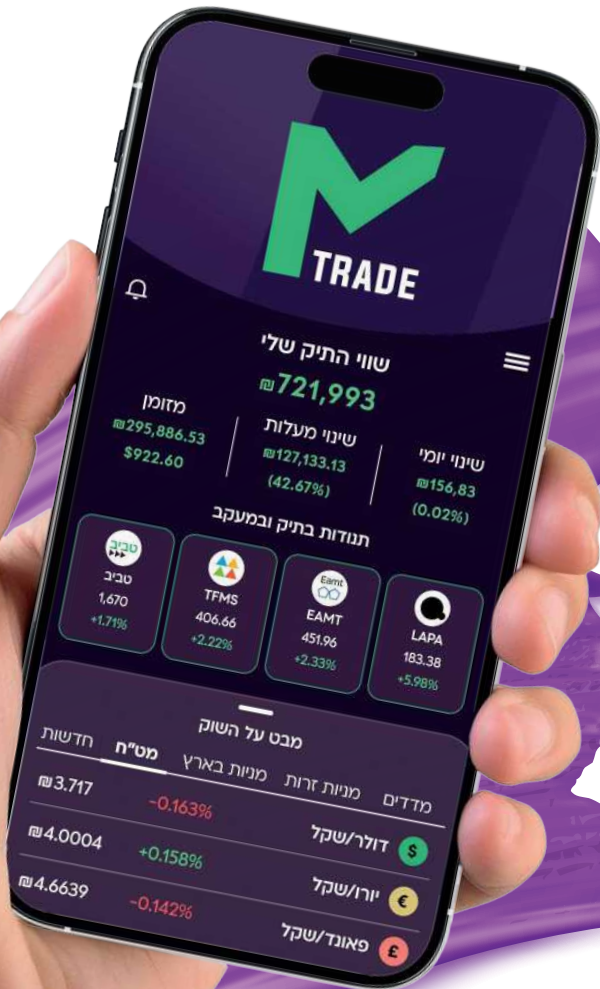 TRADE
שווי התיק שלי
₪721,993
שינוי יומי
₪156,83
(0.02%)
שינוי מעלות
₪127,133.13
(42.67%)
מזומן
₪295,886.53
$922.60
תנודות בתיק ובמעקב
LAPA
183.38
+5.98%
Eamt
EAMT
451.96
+2.33%
TFMS
406.66
+2.22%
טביב
טביב
1,670
+1.71%
מבט על השוק
מדדים מניות זרות מניות בארץ מט"ח חדשות
$ דולר/שקל -0.163% ₪3.717
€ יורו/שקל +0.158% ₪4.0004
£ פאונד/שקל -0.142% ₪4.6639